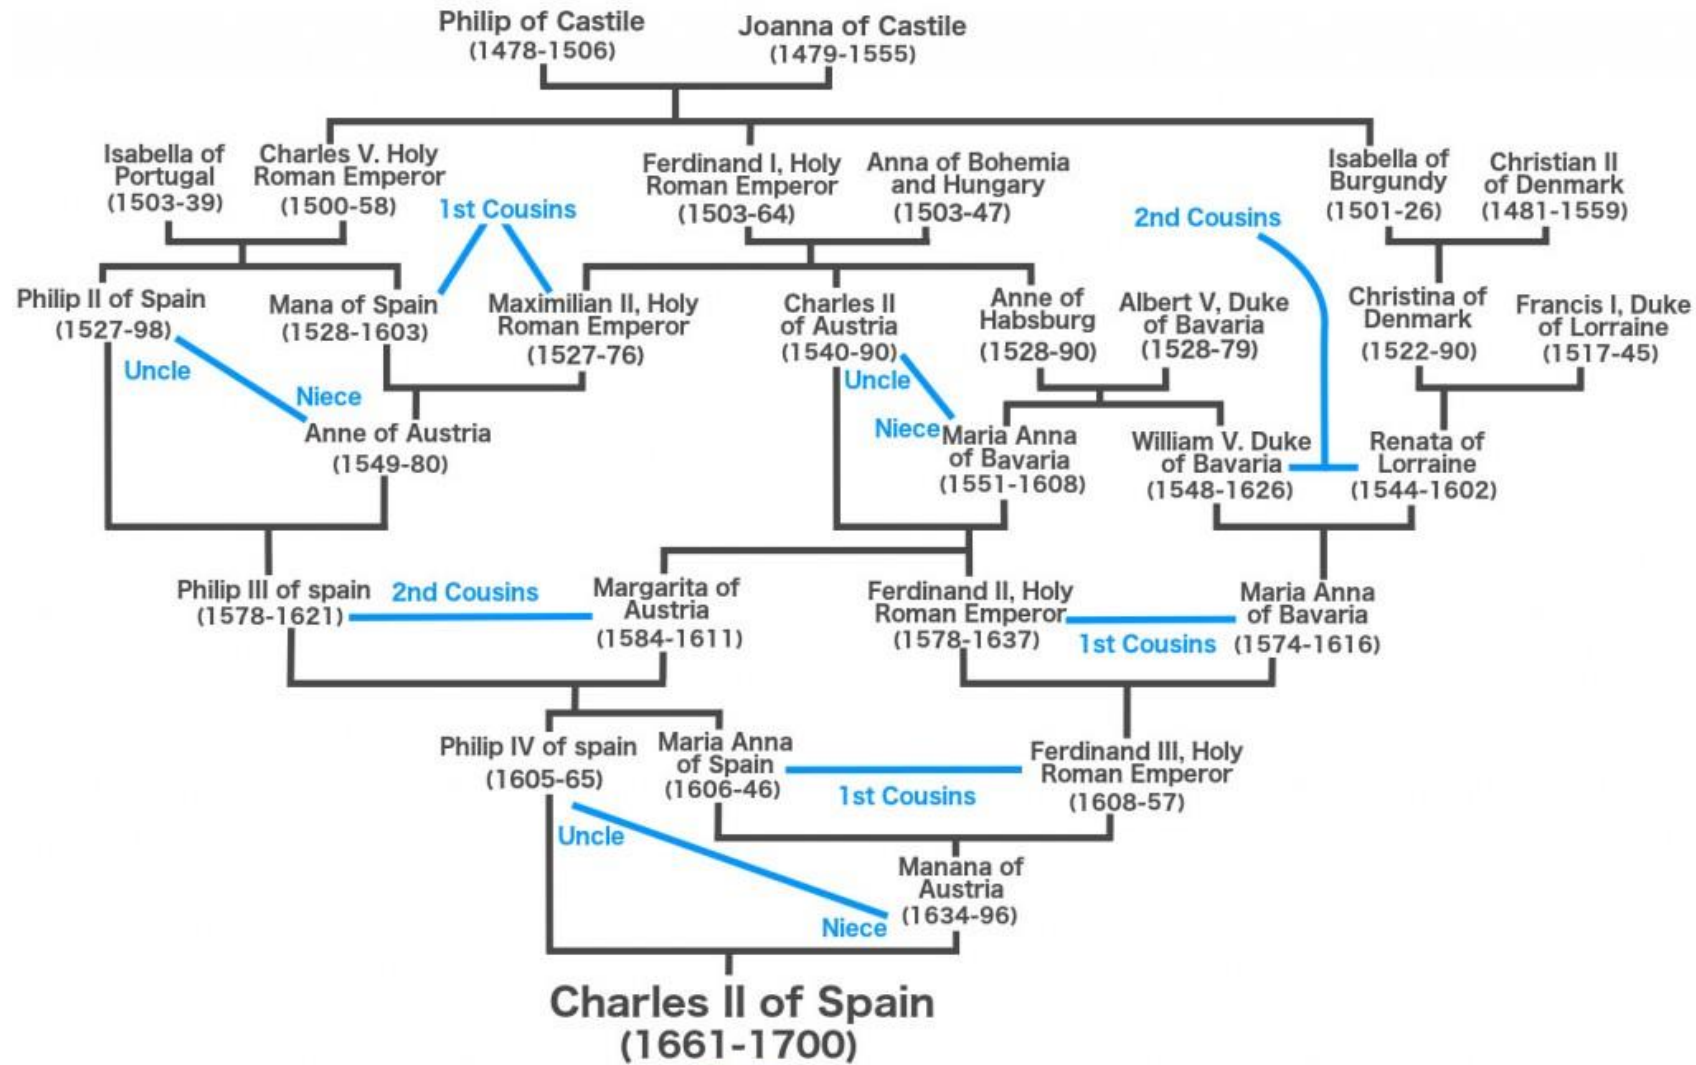 Philip of Castile
(1478-1506)
Joanna of Castile
(1479-1555)
Isabella of
Portugal
(1503-39)
Charles V. Holy
Roman Emperor
(1500-58)
1st Cousins
Ferdinand I, Holy
Roman Emperor
(1503-64)
Anna of Bohemia
and Hungary
(1503-47)
2nd Cousins
Isabella of
Burgundy
(1501-26)
Christian II
of Denmark
(1481-1559)
Philip II of Spain
(1527-98)
Mana of Spain
(1528-1603)
Maximilian II, Holy
Roman Emperor
(1527-76)
Charles II
of Austria
(1540-90)
Anne of
Habsburg
(1528-90)
Albert V, Duke
of Bavaria
(1528-79)
Christina of
Denmark
(1522-90)
Francis I, Duke
of Lorraine
(1517-45)
Uncle
Niece
Uncle
Niece
Anne of Austria
(1549-80)
Maria Anna
of Bavaria
(1551-1608)
William V. Duke
of Bavaria
(1548-1626)
Renata of
Lorraine
(1544-1602)
Philip III of spain
(1578-1621)
2nd Cousins
Margarita of
Austria
(1584-1611)
Ferdinand II, Holy
Roman Emperor
(1578-1637)
1st Cousins
Maria Anna
of Bavaria
(1574-1616)
Philip IV of spain
(1605-65)
Maria Anna
of Spain
(1606-46)
1st Cousins
Ferdinand III, Holy
Roman Emperor
(1608-57)
Uncle
Niece
Manana of
Austria
(1634-96)
Charles II of Spain
(1661-1700)